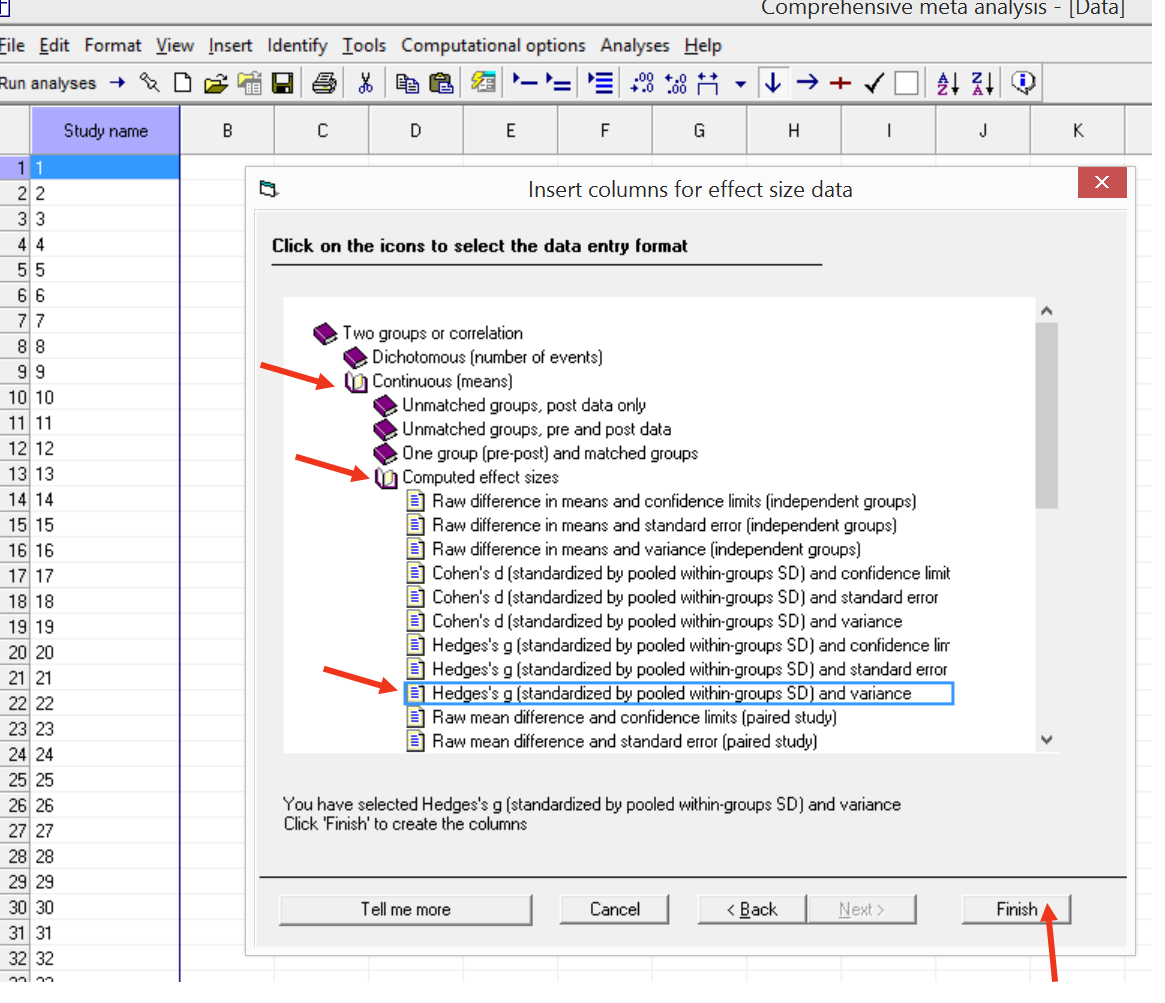 Comprehensive meta analysis - [Data]
File Edit Format View Insert Identify Tools Computational options Analyses Help
Run analyses
Study name B C D E F G H I J K
1 1
2 2
3 3
4 4
5 5
6 6
7 7
8 8
9 9
10 10
11 11
12 12
13 13
14 14
15 15
16 16
17 17
18 18
19 19
20 20
21 21
22 22
23 23
24 24
25 25
26 26
27 27
28 28
29 29
30 30
31 31
32 32
33 33
Insert columns for effect size data
Click on the icons to select the data entry format
Two groups or correlation
Dichotomous (number of events)
Continuous (means)
Unmatched groups, post data only
Unmatched groups, pre and post data
One group (pre-post) and matched groups
Computed effect sizes
Raw difference in means and confidence limits (independent groups)
Raw difference in means and standard error (independent groups)
Raw difference in means and variance (independent groups)
Cohen's d (standardized by pooled within-groups SD) and confidence limit
Cohen's d (standardized by pooled within-groups SD) and standard error
Cohen's d (standardized by pooled within-groups SD) and variance
Hedges's g (standardized by pooled within-groups SD) and confidence lim
Hedges's g (standardized by pooled within-groups SD) and standard error
Hedges's g (standardized by pooled within-groups SD) and variance
Raw mean difference and confidence limits (paired study)
Raw mean difference and standard error (paired study)
You have selected Hedges's g (standardized by pooled within-groups SD) and variance
Click 'Finish' to create the columns
Tell me more Cancel < Back Next > Finish